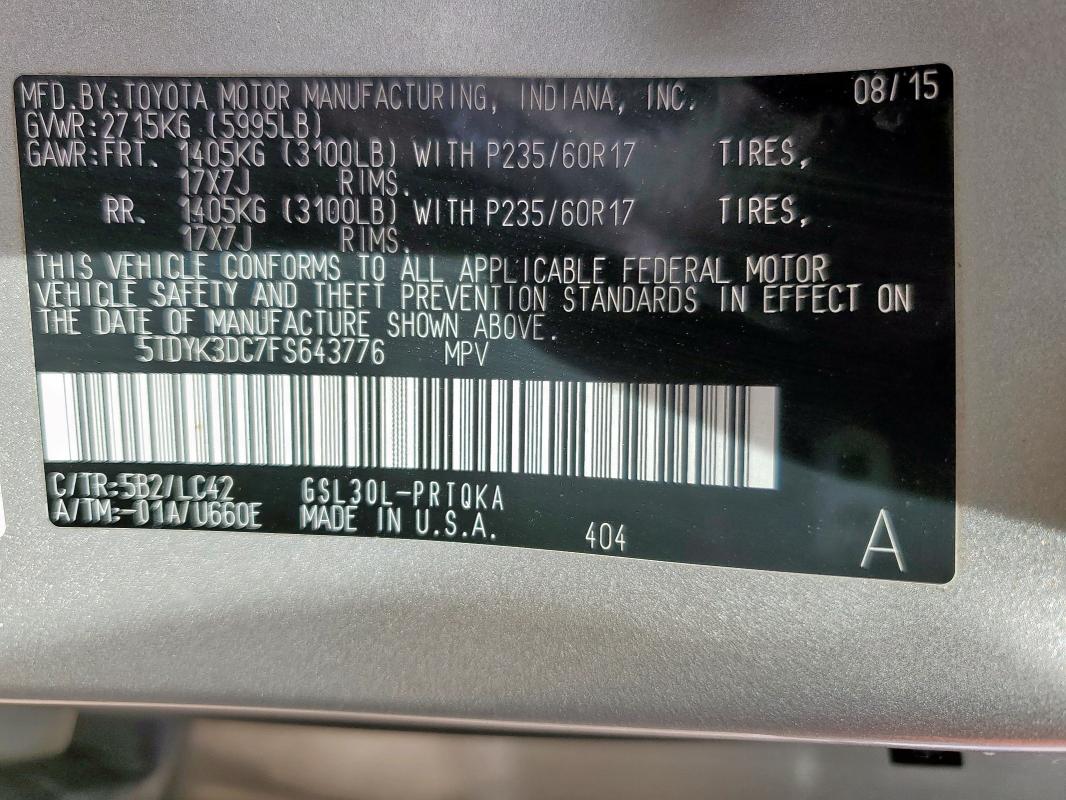 MFD.BY:TOYOTA MOTOR MANUFACTURING, INDIANA, INC. 08/15
GVWR:2715KG (5995LB)
GAWR:FRT. 1405KG (3100LB) WITH P235/60R17 TIRES,
17X7J RIMS.
RR. 1405KG (3100LB) WITH P235/60R17 TIRES,
17X7J RIMS.
THIS VEHICLE CONFORMS TO ALL APPLICABLE FEDERAL MOTOR
VEHICLE SAFETY AND THEFT PREVENTION STANDARDS IN EFFECT ON
THE DATE OF MANUFACTURE SHOWN ABOVE.
5TDYK3DC7FS643776 MPV
C/TR:5B2/LC42 GSL30L-PRTQKA
A/TM:-01A/U660E MADE IN U.S.A.
404
A